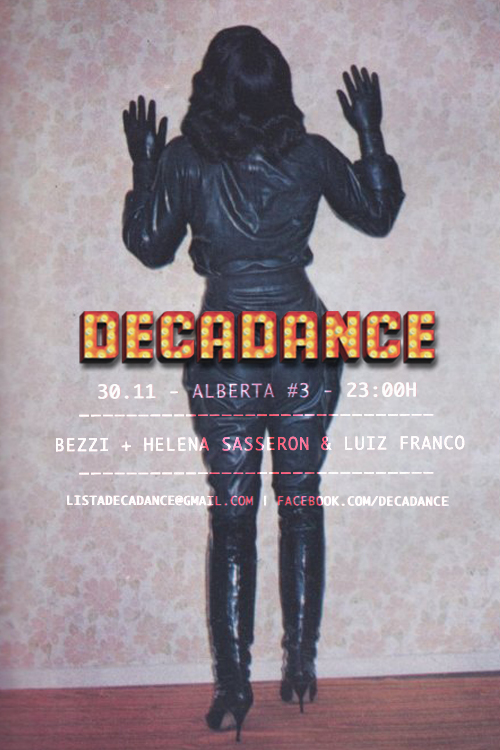 DECADANCE
30.11 - ALBERTA #3 - 23:00H
BEZZI + HELENA SASSERON & LUIZ FRANCO
LISTADECADANCE@GMAIL.COM | FACEBOOK.COM/DECADANCE